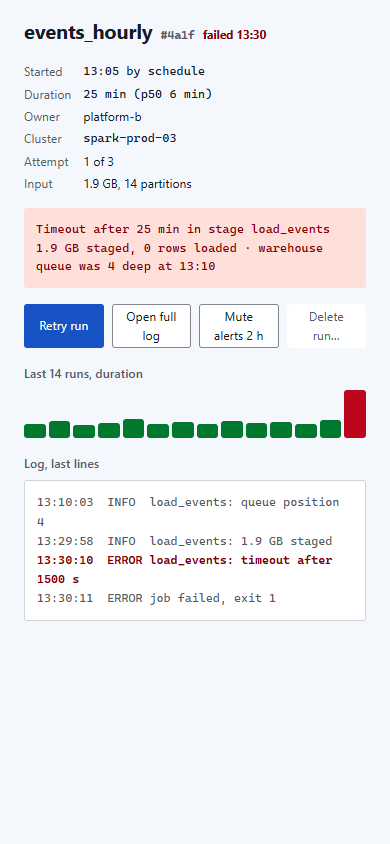 events_hourly #4a1f failed 13:30
Started 13:05 by schedule
Duration 25 min (p50 6 min)
Owner platform-b
Cluster spark-prod-03
Attempt 1 of 3
Input 1.9 GB, 14 partitions
Timeout after 25 min in stage load_events
1.9 GB staged, 0 rows loaded · warehouse
queue was 4 deep at 13:10
Retry run
Open full
log
Mute
alerts 2 h
Delete
run…
Last 14 runs, duration
Log, last lines
13:10:03 INFO load_events: queue position
4
13:29:58 INFO load_events: 1.9 GB staged
13:30:10 ERROR load_events: timeout after
1500 s
13:30:11 ERROR job failed, exit 1